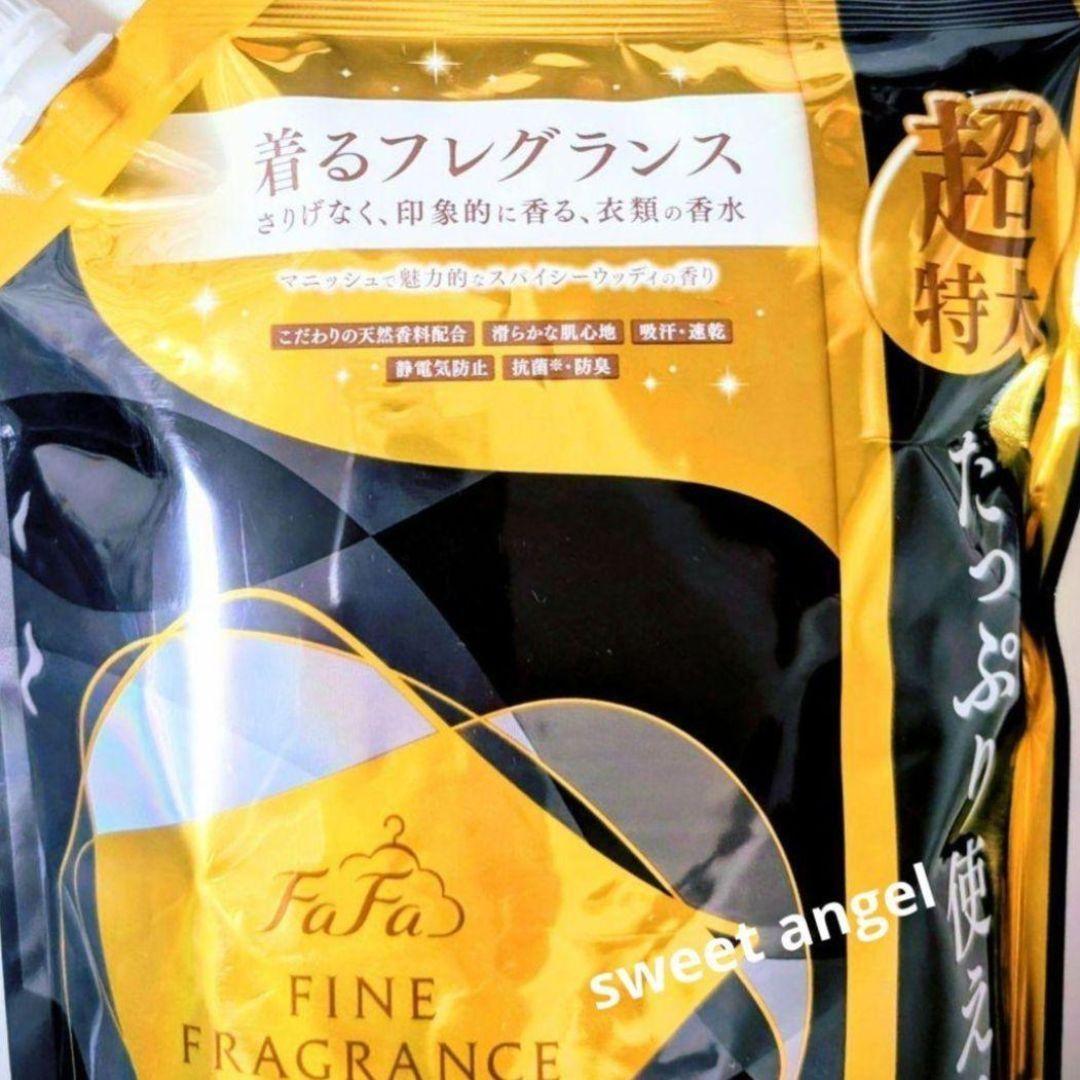 着るフレグランス
さりげなく、印象的に香る、衣類の香水
マニッシュで魅力的なスパイシーウッディの香り
こだわりの天然香料配合 滑らかな肌心地 吸汗・速乾
静電気防止 抗菌※・防臭
超
特大
たっぷり使え
FaFa
FINE
FRAGRANCE
sweet angel